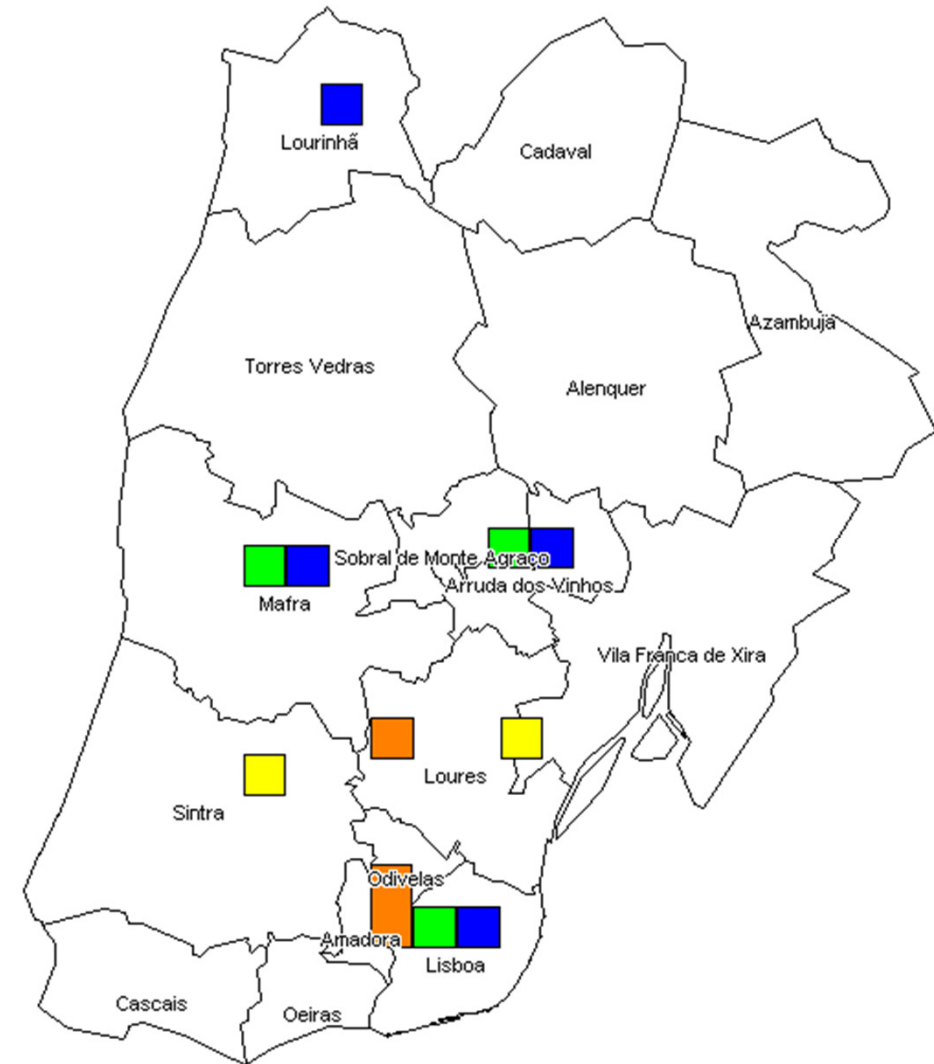 Lourinhã
Cadaval
Azambuja
Torres Vedras
Alenquer
Sobral de Monte Agraço
Arruda dos Vinhos
Mafra
Vila Franca de Xira
Loures
Sintra
Odivelas
Amadora
Lisboa
Cascais
Oeiras